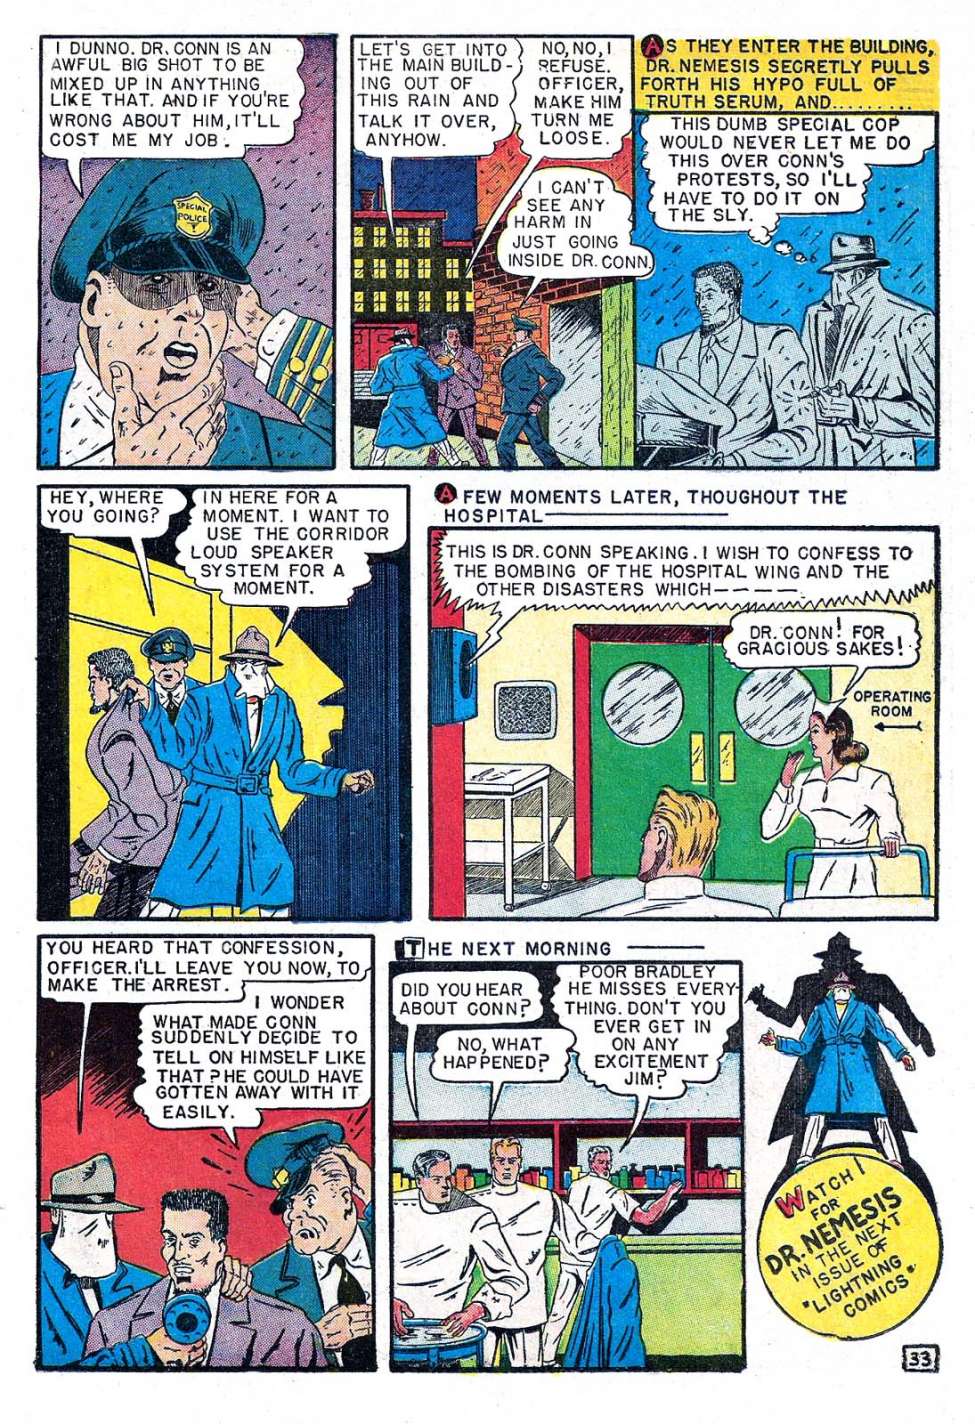 I DUNNO. DR. CONN IS AN
AWFUL BIG SHOT TO BE
MIXED UP IN ANYTHING
LIKE THAT. AND IF YOU'RE
WRONG ABOUT HIM, IT'LL
COST ME MY JOB.
SPECIAL
POLICE
LET'S GET INTO
THE MAIN BUILD-
ING OUT OF
THIS RAIN AND
TALK IT OVER,
ANYHOW.
NO, NO, I
REFUSE.
OFFICER,
MAKE HIM
TURN ME
LOOSE.
I CAN'T
SEE ANY
HARM IN
JUST GOING
INSIDE DR. CONN.
AS THEY ENTER THE BUILDING,
DR. NEMESIS SECRETLY PULLS
FORTH HIS HYPO FULL OF
TRUTH SERUM, AND.........
THIS DUMB SPECIAL COP
WOULD NEVER LET ME DO
THIS OVER CONN'S
PROTESTS, SO I'LL
HAVE TO DO IT ON
THE SLY.
HEY, WHERE
YOU GOING?
IN HERE FOR A
MOMENT. I WANT TO
USE THE CORRIDOR
LOUD SPEAKER
SYSTEM FOR A
MOMENT.
A FEW MOMENTS LATER, THOUGHOUT THE
HOSPITAL—
THIS IS DR. CONN SPEAKING. I WISH TO CONFESS TO
THE BOMBING OF THE HOSPITAL WING AND THE
OTHER DISASTERS WHICH-----
DR. CONN! FOR
GRACIOUS SAKES!
OPERATING
ROOM
YOU HEARD THAT CONFESSION,
OFFICER. I'LL LEAVE YOU NOW, TO
MAKE THE ARREST.
I WONDER
WHAT MADE CONN
SUDDENLY DECIDE TO
TELL ON HIMSELF LIKE
THAT? HE COULD HAVE
GOTTEN AWAY WITH IT
EASILY.
THE NEXT MORNING —
DID YOU HEAR
ABOUT CONN?
NO, WHAT
HAPPENED?
POOR BRADLEY
HE MISSES EVERY-
THING. DON'T YOU
EVER GET IN
ON ANY
EXCITEMENT
JIM?
WATCH
FOR
DR. NEMESIS
IN THE NEXT
ISSUE OF
"LIGHTNING
COMICS".
33